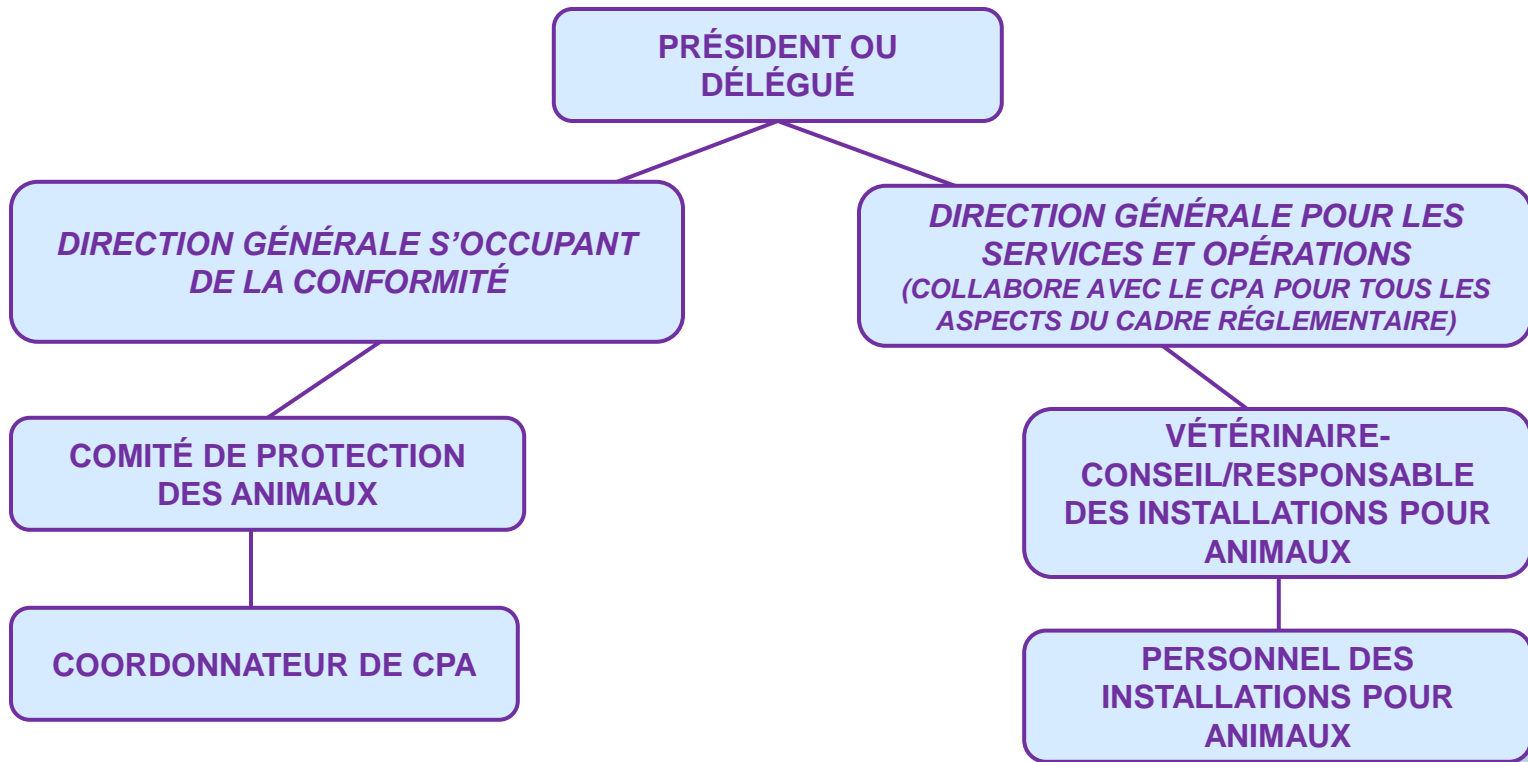 PRÉSIDENT OU
DÉLÉGUÉ
DIRECTION GÉNÉRALE S’OCCUPANT
DE LA CONFORMITÉ
DIRECTION GÉNÉRALE POUR LES
SERVICES ET OPÉRATIONS
(COLLABORE AVEC LE CPA POUR TOUS LES
ASPECTS DU CADRE RÉGLEMENTAIRE)
COMITÉ DE PROTECTION
DES ANIMAUX
VÉTÉRINAIRE-
CONSEIL/RESPONSABLE
DES INSTALLATIONS POUR
ANIMAUX
COORDONNATEUR DE CPA
PERSONNEL DES
INSTALLATIONS POUR
ANIMAUX